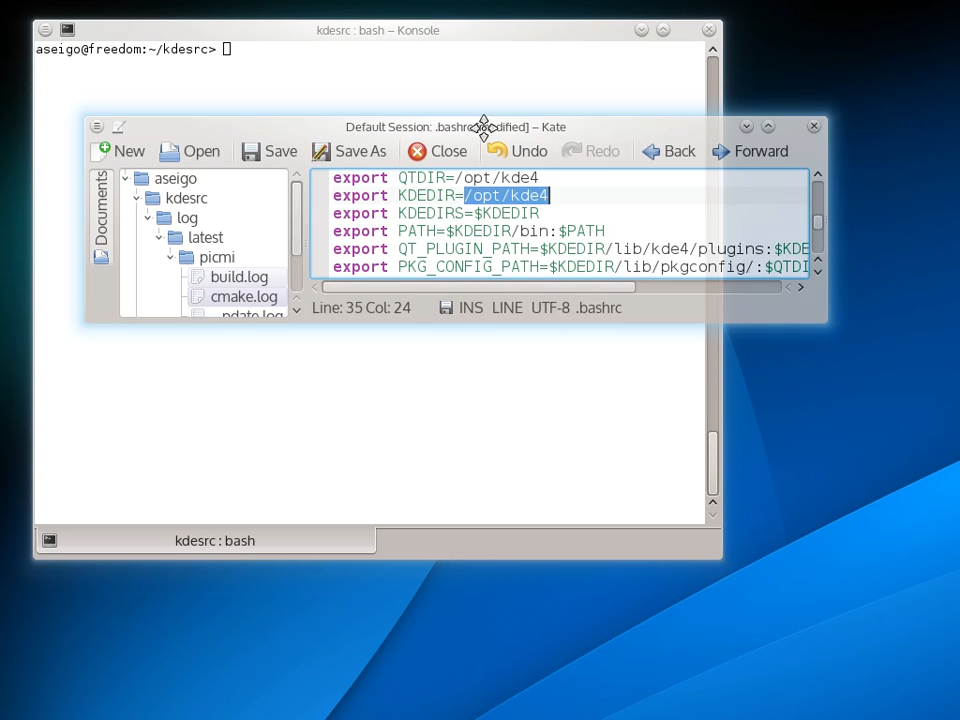 kdesrc : bash – Konsole
aseigo@freedom:~/kdesrc>
Default Session: .bashrc [modified] – Kate
New Open Save Save As Close Undo Redo Back Forward
Documents
aseigo
kdesrc
log
latest
picmi
build.log
cmake.log
export QTDIR=/opt/kde4
export KDEDIR=/opt/kde4
export KDEDIRS=$KDEDIR
export PATH=$KDEDIR/bin:$PATH
export QT_PLUGIN_PATH=$KDEDIR/lib/kde4/plugins:$KDE
export PKG_CONFIG_PATH=$KDEDIR/lib/pkgconfig/:$QTDI
Line: 35 Col: 24 INS LINE UTF-8 .bashrc
kdesrc : bash